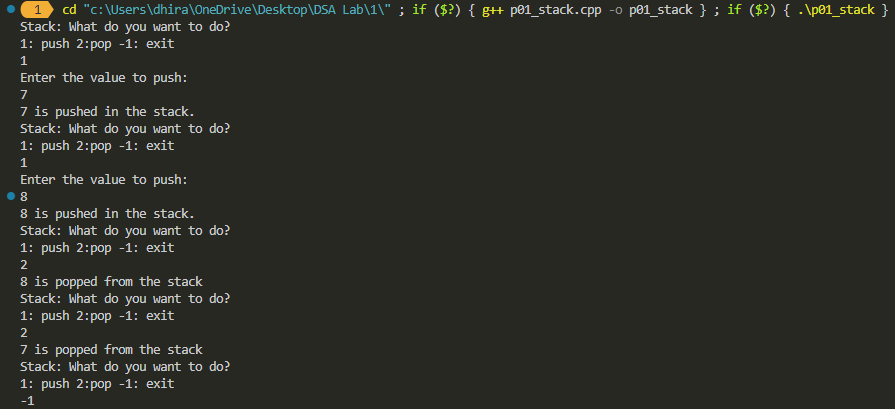 1 cd "c:\Users\dhira\OneDrive\Desktop\DSA Lab\1\" ; if ($?) { g++ p01_stack.cpp -o p01_stack } ; if ($?) { .\p01_stack }
Stack: What do you want to do?
1: push 2:pop -1: exit
1
Enter the value to push:
7
7 is pushed in the stack.
Stack: What do you want to do?
1: push 2:pop -1: exit
1
Enter the value to push:
8
8 is pushed in the stack.
Stack: What do you want to do?
1: push 2:pop -1: exit
2
8 is popped from the stack
Stack: What do you want to do?
1: push 2:pop -1: exit
2
7 is popped from the stack
Stack: What do you want to do?
1: push 2:pop -1: exit
-1